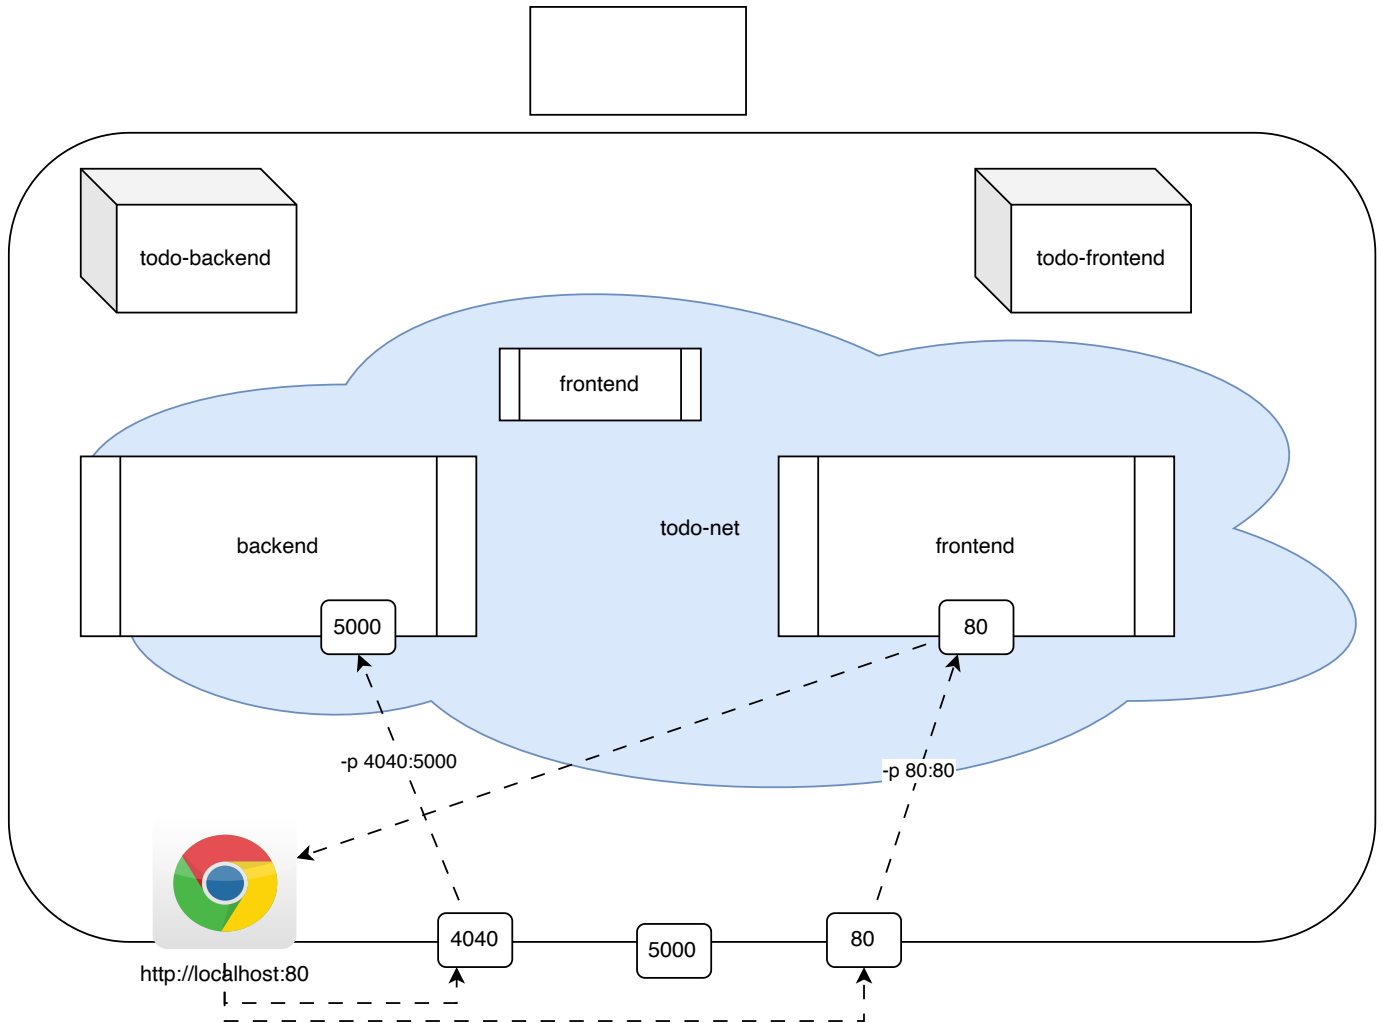 todo-backend
todo-frontend
frontend
todo-net
backend
frontend
5000
80
-p 4040:5000
-p 80:80
4040
5000
80
http://localhost:80